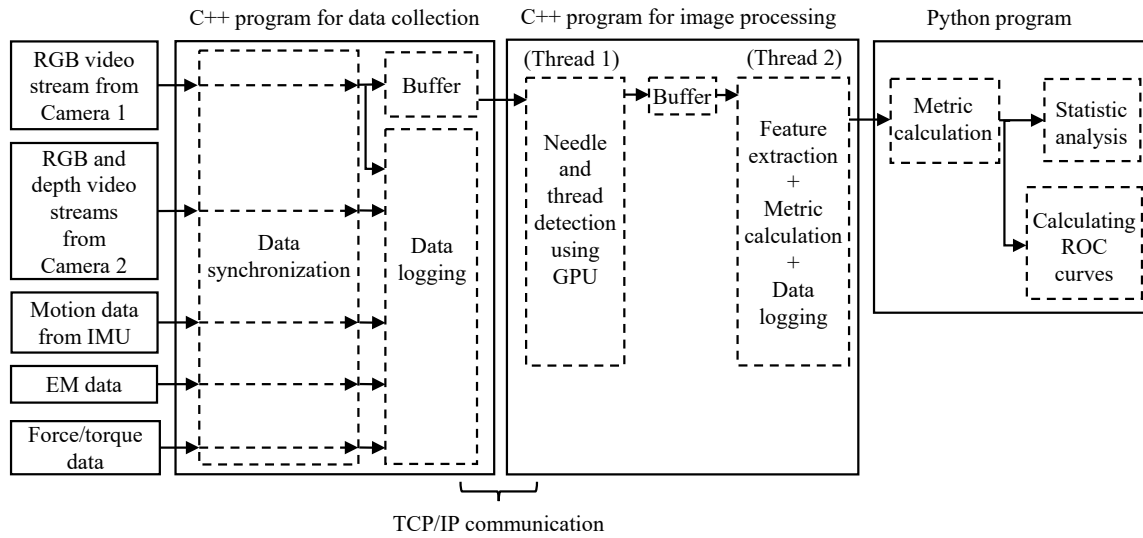 C++ program for data collection
C++ program for image processing
Python program
RGB video
stream from
Camera 1
RGB and
depth video
streams
from
Camera 2
Motion data
from IMU
EM data
Force/torque
data
Data
synchronization
Buffer
Data
logging
(Thread 1)
Needle
and
thread
detection
using
GPU
Buffer
(Thread 2)
Feature
extraction
+
Metric
calculation
+
Data
logging
Metric
calculation
Statistic
analysis
Calculating
ROC
curves
TCP/IP communication